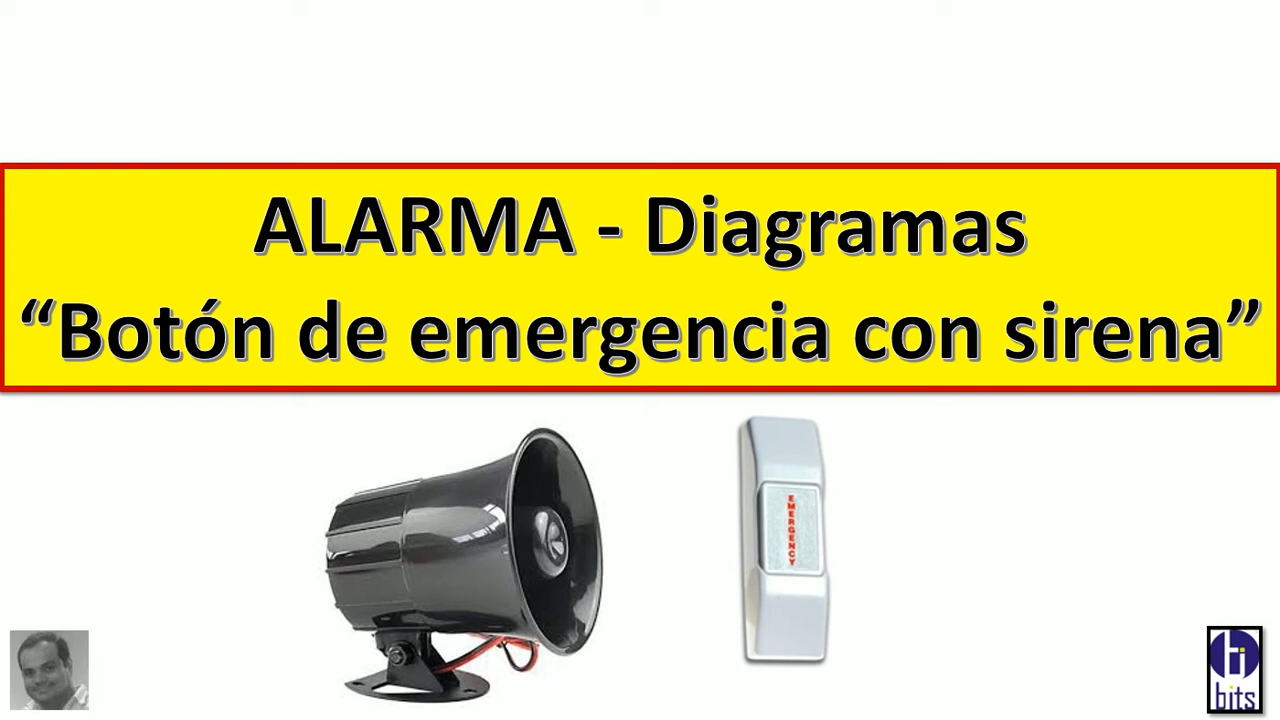 ALARMA - Diagramas
“Botón de emergencia con sirena”
EMERGENCY
bits